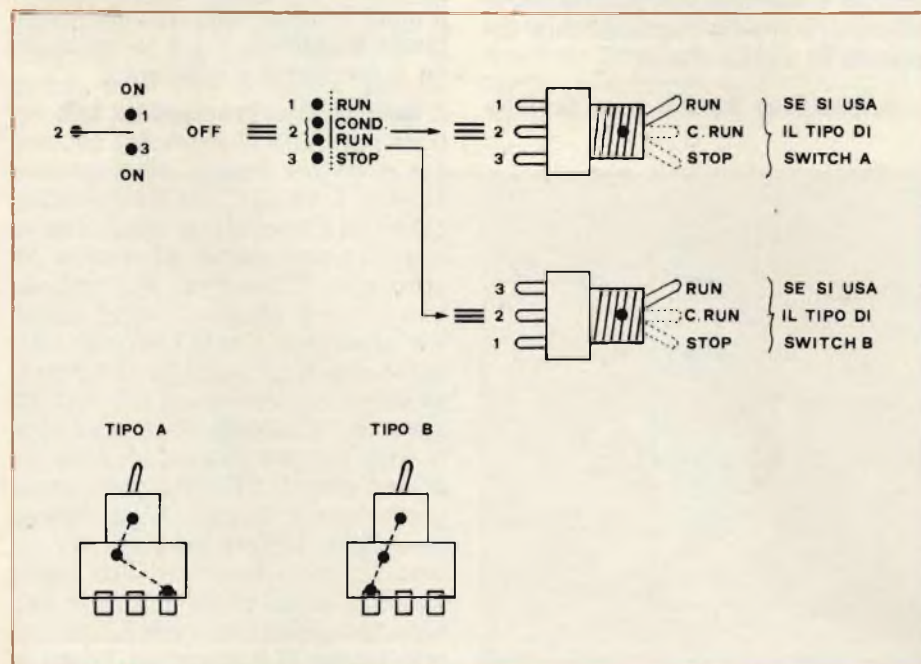 ON
1
2
OFF
3
ON
1 RUN
2 COND.
RUN
3 STOP
1 RUN SE SI USA
2 C.RUN IL TIPO DI
3 STOP SWITCH A
3 RUN SE SI USA
2 C.RUN IL TIPO DI
1 STOP SWITCH B
TIPO A
TIPO B